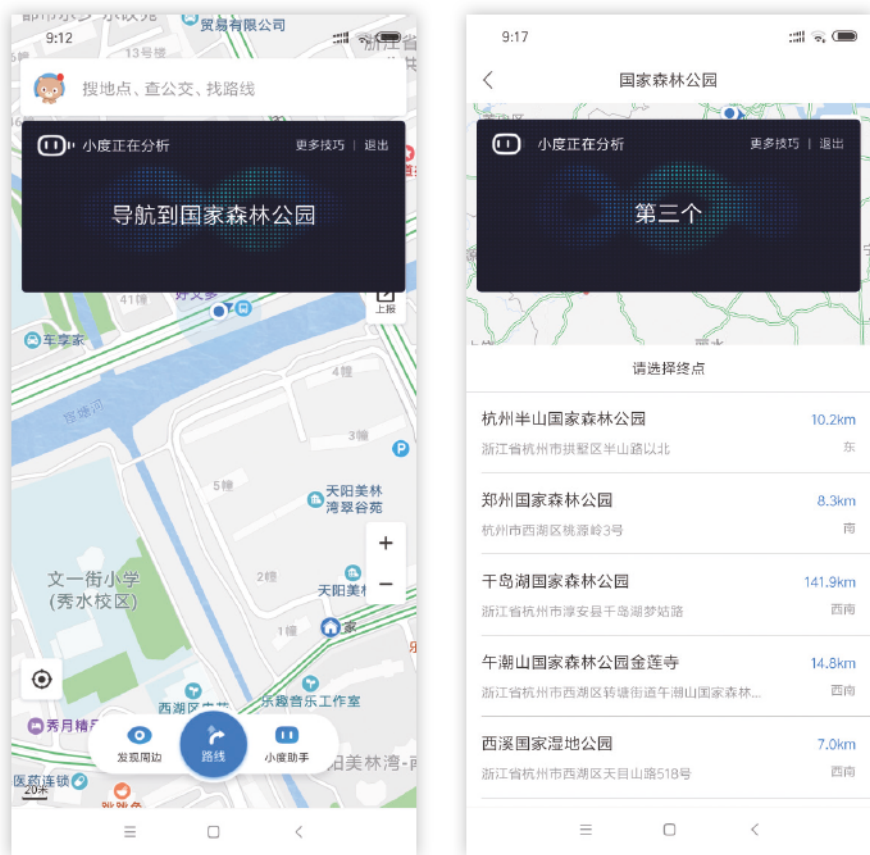 贸易有限公司
9:12
13号楼
搜地点、查公交、找路线
小度正在分析
更多技巧 | 退出
导航到国家森林公园
41幢
好又多
上报
车享家
4幢
3幢
5幢
天阳美林
湾翠谷苑
文一街小学
(秀水校区)
2幢
天阳美林
1幢
家
乐趣音乐工作室
西湖区
秀月精品
发现周边
路线
小度助手
阳美林湾-南
医药连锁
20米
跳跳鱼
9:17
国家森林公园
小度正在分析
更多技巧 | 退出
第三个
丽水
请选择终点
杭州半山国家森林公园
10.2km
浙江省杭州市拱墅区半山路以北
东
郑州国家森林公园
8.3km
杭州市西湖区桃源岭3号
南
干岛湖国家森林公园
141.9km
浙江省杭州市淳安县千岛湖梦姑路
西南
午潮山国家森林公园金莲寺
14.8km
浙江省杭州市西湖区转塘街道午潮山国家森林...
西南
西溪国家湿地公园
7.0km
浙江省杭州市西湖区天目山路518号
西南